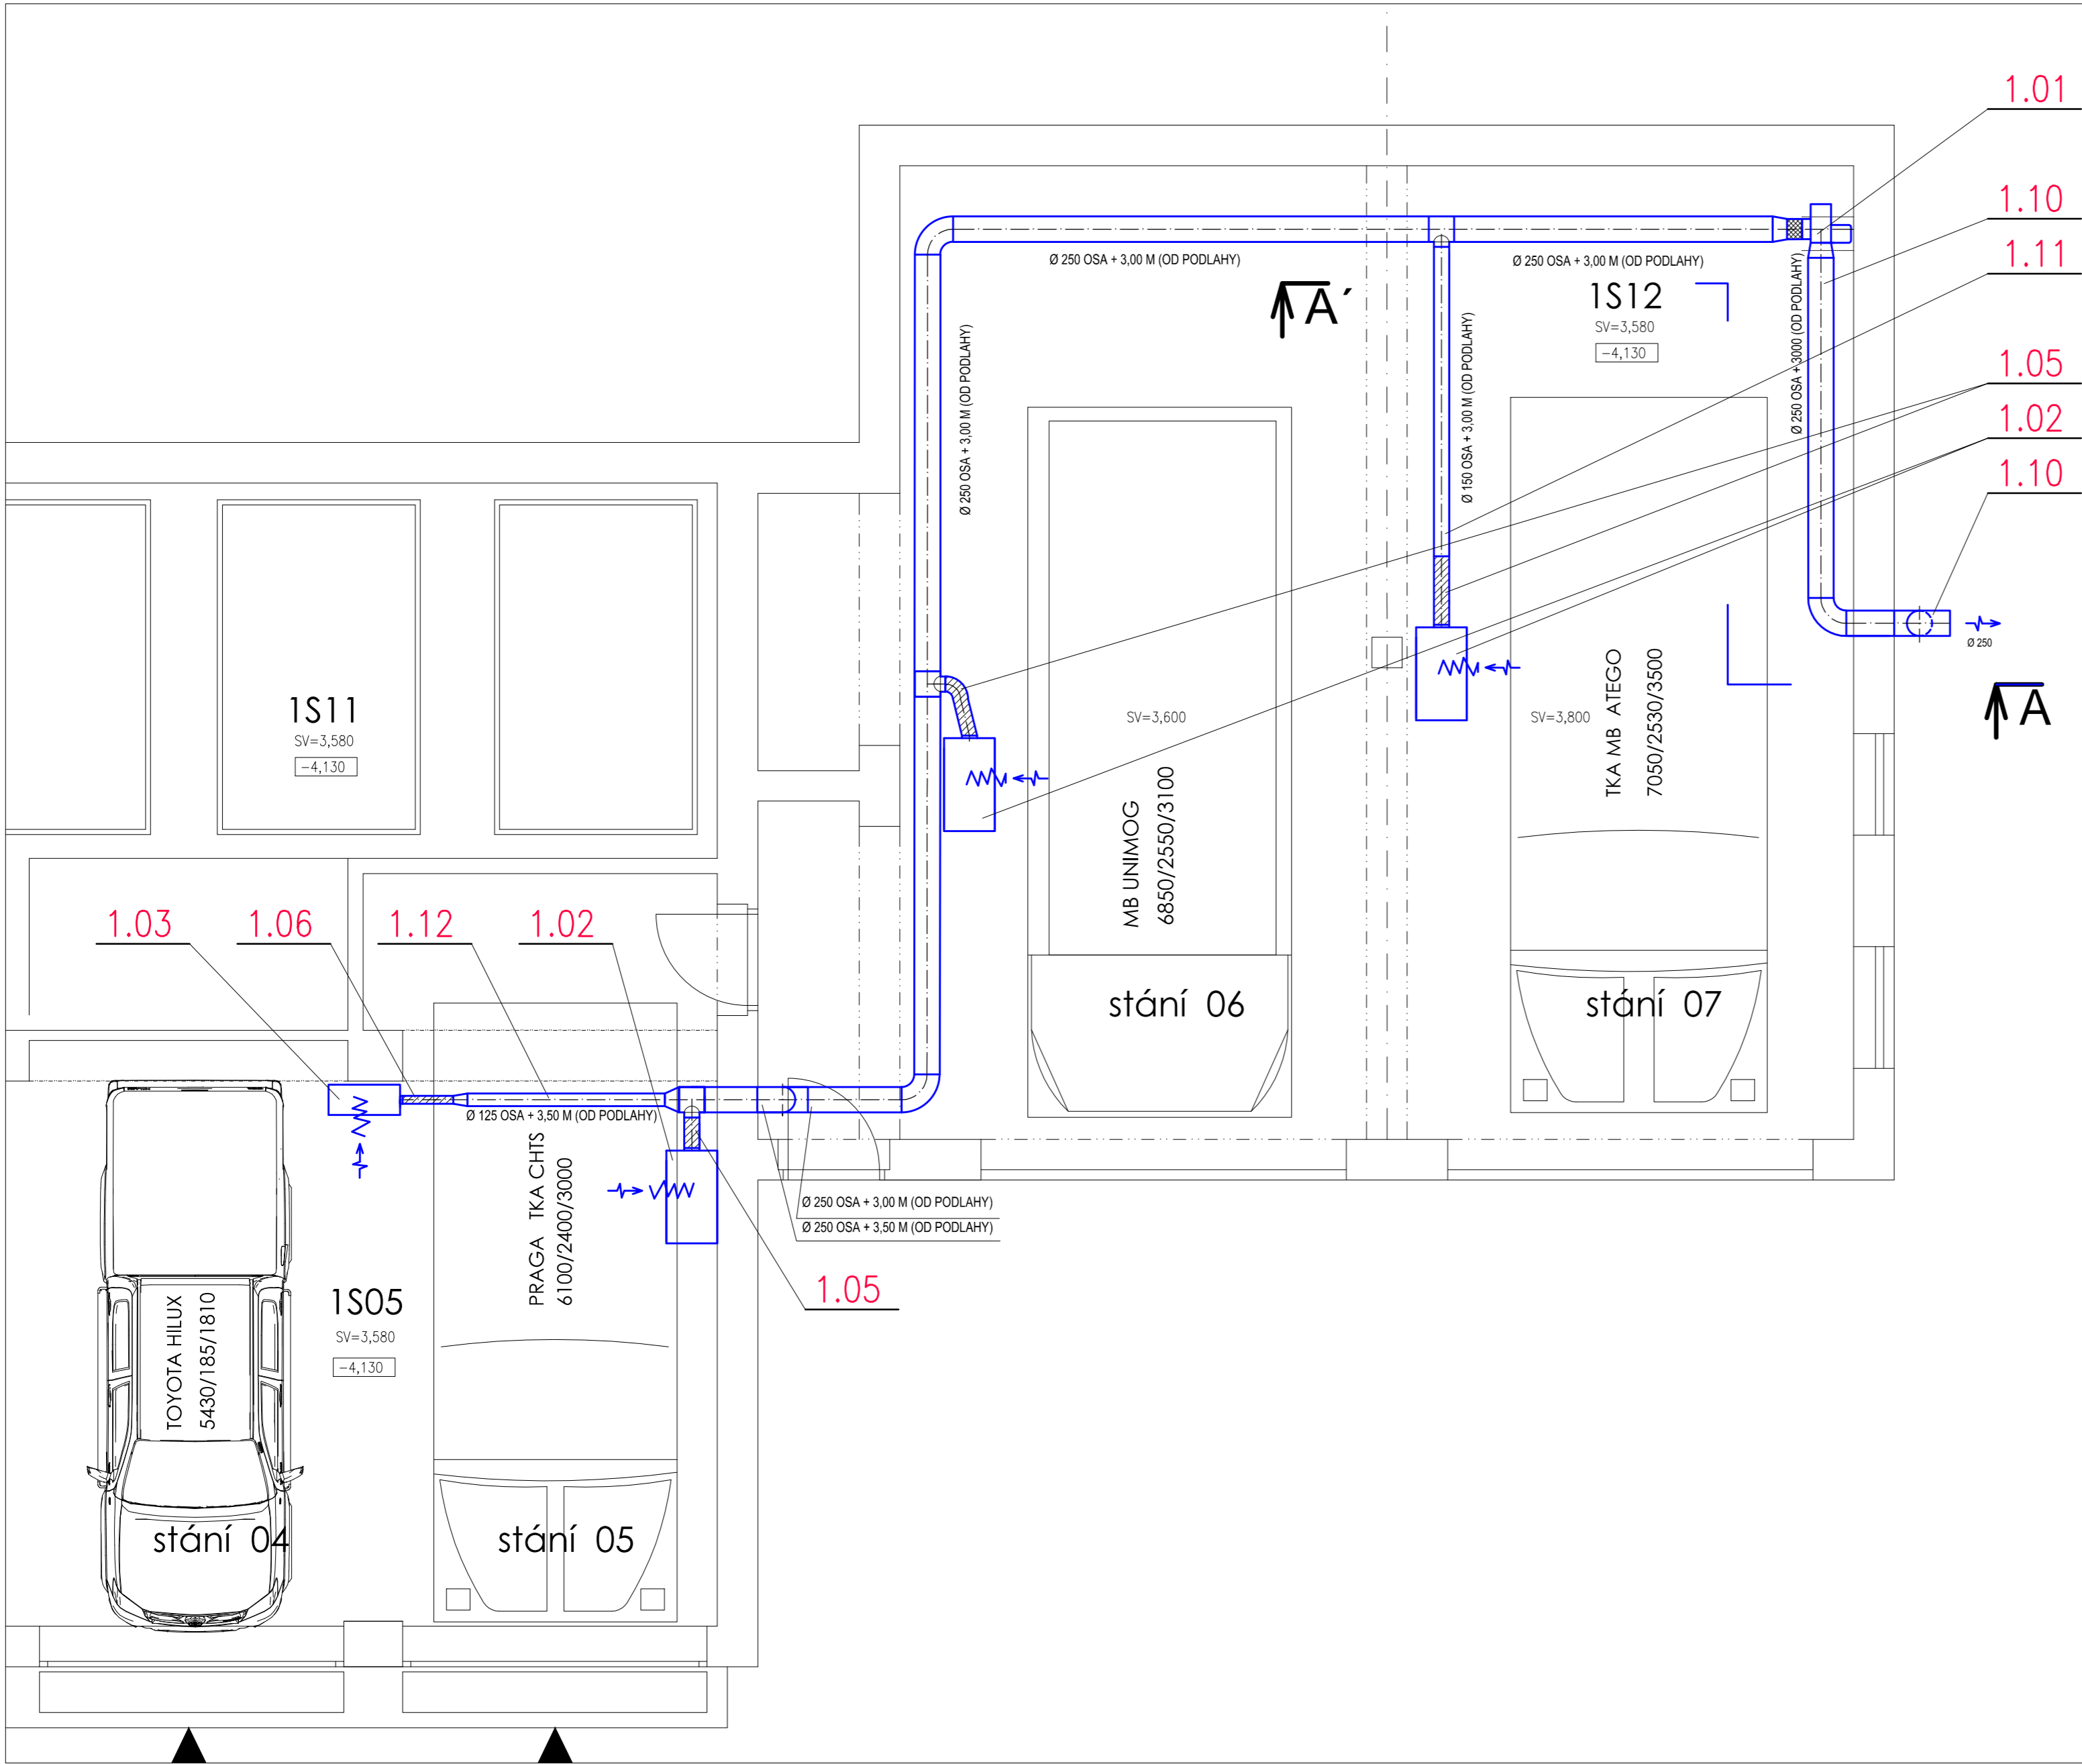 1.01
1.10
1.11
1.05
1.02
1.10
Ø 250 OSA + 3,00 M (OD PODLAHY)
Ø 250 OSA + 3,00 M (OD PODLAHY)
A´
1S12
SV=3,580
-4,130
Ø 250 OSA + 3,00 M (OD PODLAHY)
Ø 150 OSA + 3,00 M (OD PODLAHY)
Ø 250 OSA + 3000 (OD PODLAHY)
Ø 250
A
1S11
SV=3,580
-4,130
SV=3,600
MB UNIMOG
6850/2550/3100
SV=3,800
TKA MB ATEGO
7050/2530/3500
stání 06
stání 07
1.03
1.06
1.12
1.02
Ø 125 OSA + 3,50 M (OD PODLAHY)
PRAGA TKA CHTS
6100/2400/3000
Ø 250 OSA + 3,00 M (OD PODLAHY)
Ø 250 OSA + 3,50 M (OD PODLAHY)
1.05
1S05
SV=3,580
-4,130
TOYOTA HILUX
5430/185/1810
stání 04
stání 05